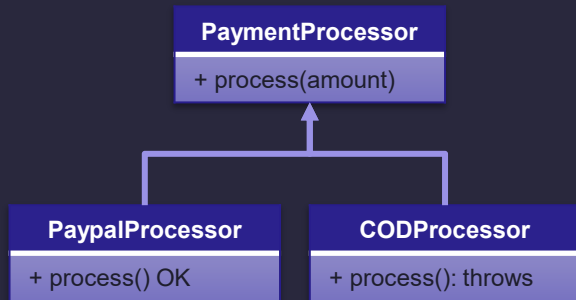 PaymentProcessor
+ process(amount)
PaypalProcessor
+ process() OK
CODProcessor
+ process(): throws